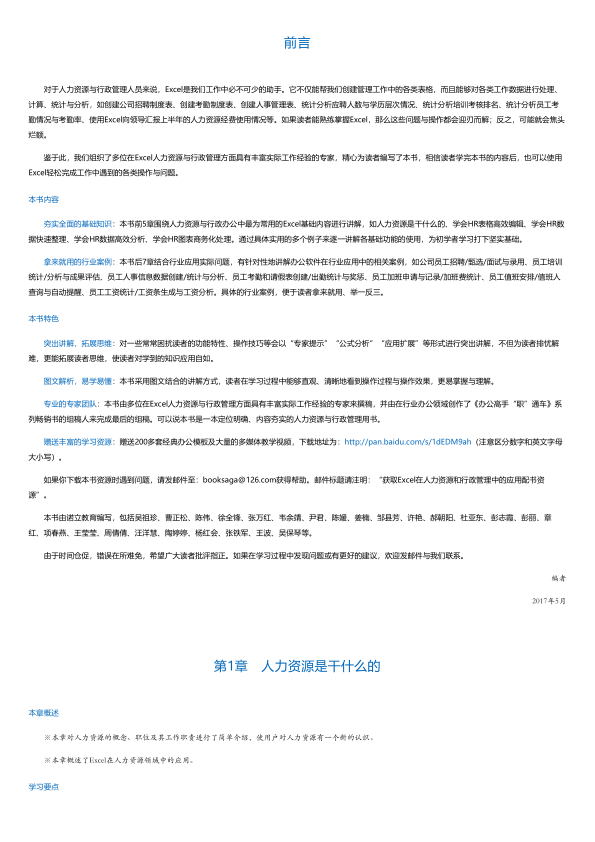 前言
对于人力资源与行政管理人员来说，Excel是我们工作中必不可少的助手。它不仅能帮我们创建管理工作中的各类表格，而且能够对各类工作数据进行处理、
计算、统计与分析，如创建公司招聘制度表、创建考勤制度表、创建人事管理表、统计分析应聘人数与学历层次情况、统计分析培训考核排名、统计分析员工考
勤情况与考勤率、使用Excel向领导汇报上半年的人力资源经费使用情况等。如果读者能熟练掌握Excel，那么这些问题与操作都会迎刃而解；反之，可能就会焦头
烂额。
鉴于此，我们组织了多位在Excel人力资源与行政管理方面具有丰富实际工作经验的专家，精心为读者编写了本书，相信读者学完本书的内容后，也可以使用
Excel轻松完成工作中遇到的各类操作与问题。
本书内容
夯实全面的基础知识：本书前5章围绕人力资源与行政办公中最为常用的Excel基础内容进行讲解，如人力资源是干什么的、学会HR表格高效编辑、学会HR数
据快速整理、学会HR数据高效分析、学会HR图表商务化处理。通过具体实用的多个例子来逐一讲解各基础功能的使用，为初学者学习打下坚实基础。
拿来就用的行业案例：本书后7章结合行业应用实际问题，有针对性地讲解办公软件在行业应用中的相关案例，如公司员工招聘/甄选/面试与录用、员工培训
统计/分析与成果评估、员工人事信息数据创建/统计与分析、员工考勤和请假表创建/出勤统计与奖惩、员工加班申请与记录/加班费统计、员工值班安排/值班人
查询与自动提醒、员工工资统计/工资条生成与工资分析。具体的行业案例，便于读者拿来就用、举一反三。
本书特色
突出讲解，拓展思维：对一些常常困扰读者的功能特性、操作技巧等会以“专家提示”“公式分析”“应用扩展”等形式进行突出讲解，不但为读者排忧解
难，更能拓展读者思维，使读者对学到的知识应用自如。
图文解析，易学易懂：本书采用图文结合的讲解方式，读者在学习过程中能够直观、清晰地看到操作过程与操作效果，更易掌握与理解。
专业的专家团队：本书由多位在Excel人力资源与行政管理方面具有丰富实际工作经验的专家来撰稿，并由在行业办公领域创作了《办公高手“职”通车》系
列畅销书的组稿人来完成最后的组稿。可以说本书是一本定位明确、内容夯实的人力资源与行政管理用书。
赠送丰富的学习资源：赠送200多套经典办公模板及大量的多媒体教学视频，下载地址为：http://pan.baidu.com/s/1dEDM9ah（注意区分数字和英文字母
大小写）。
如果你下载本书资源时遇到问题，请发邮件至：booksaga@126.com获得帮助。邮件标题请注明：“获取Excel在人力资源和行政管理中的应用配书资
源”。
本书由诺立教育编写，包括吴祖珍、曹正松、陈伟、徐全锋、张万红、韦余靖、尹君、陈媛、姜楠、邹县芳、许艳、郝朝阳、杜亚东、彭志霞、彭丽、章
红、项春燕、王莹莹、周倩倩、汪洋慧、陶婷婷、杨红会、张铁军、王波、吴保琴等。
由于时间仓促，错误在所难免，希望广大读者批评指正。如果在学习过程中发现问题或有更好的建议，欢迎发邮件与我们联系。
编者
2017年5月
第1章　人力资源是干什么的
本章概述
※本章对人力资源的概念、职位及其工作职责进行了简单介绍，使用户对人力资源有一个新的认识。
※本章概述了Excel在人力资源领域中的应用。
学习要点